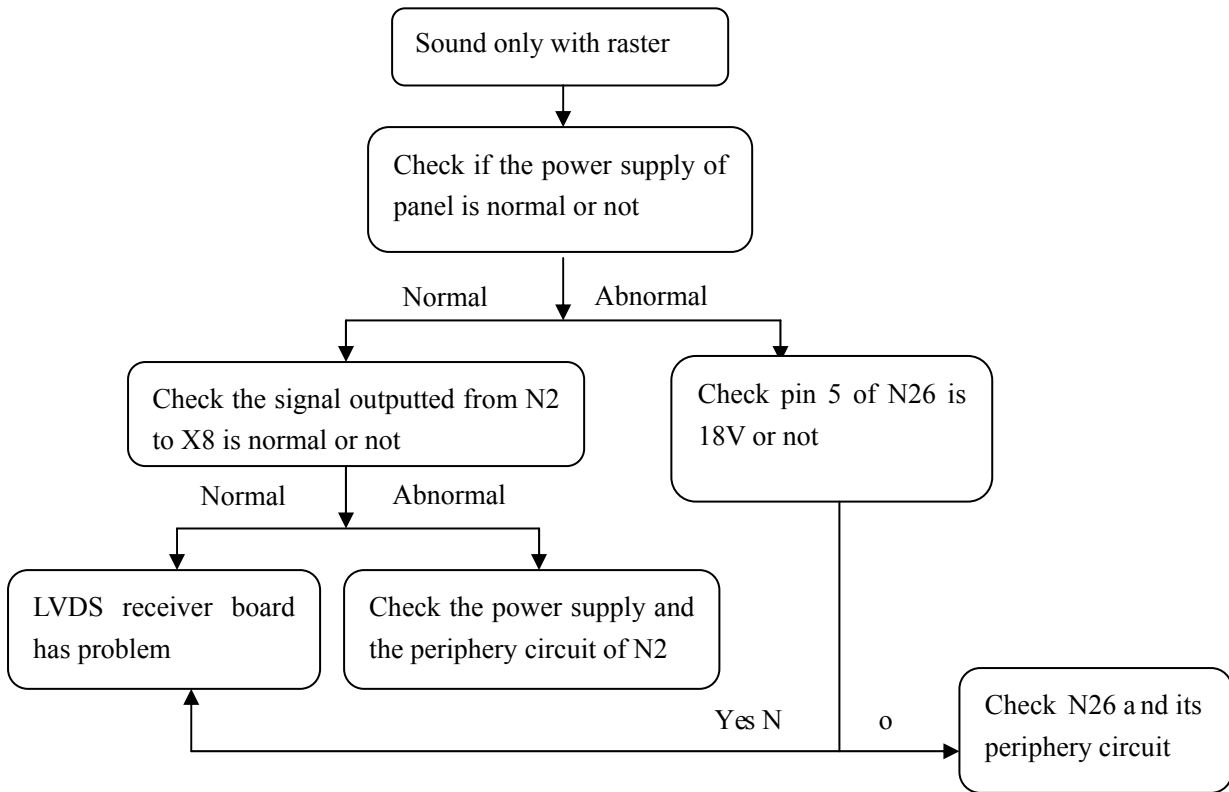 Sound only with raster
Check if the power supply of
panel is normal or not
Normal
Abnormal
Check the signal outputted from N2
to X8 is normal or not
Check pin 5 of N26 is
18V or not
Normal
Abnormal
LVDS receiver board
has problem
Check the power supply and
the periphery circuit of N2
Yes N o
Check N26 a nd its
periphery circuit